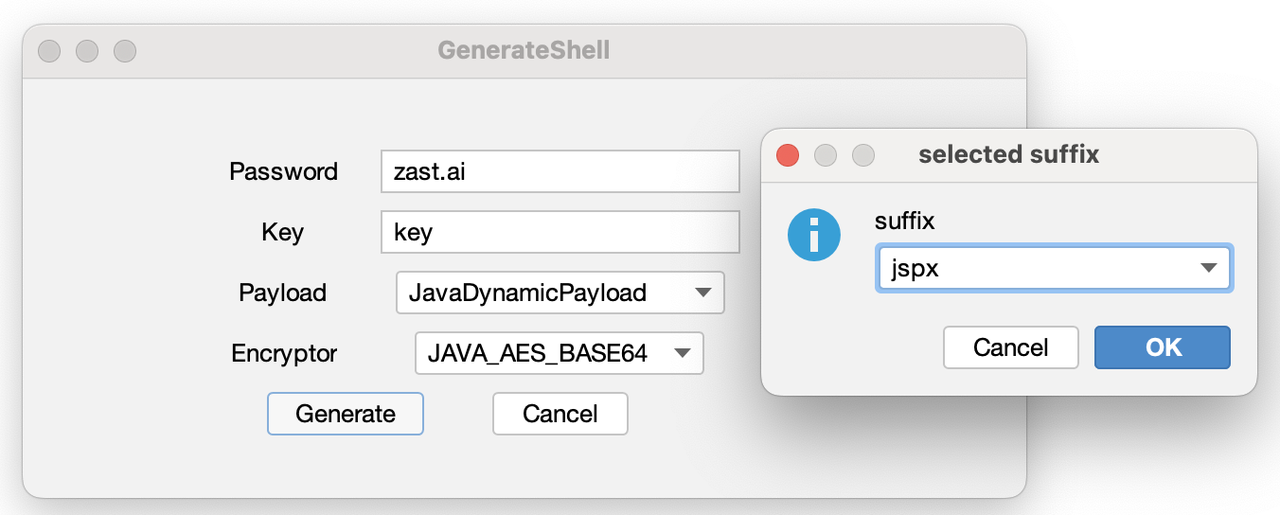 GenerateShell
Password zast.ai
Key key
Payload JavaDynamicPayload
Encryptor JAVA_AES_BASE64
Generate Cancel
selected suffix
suffix
jspx
Cancel OK